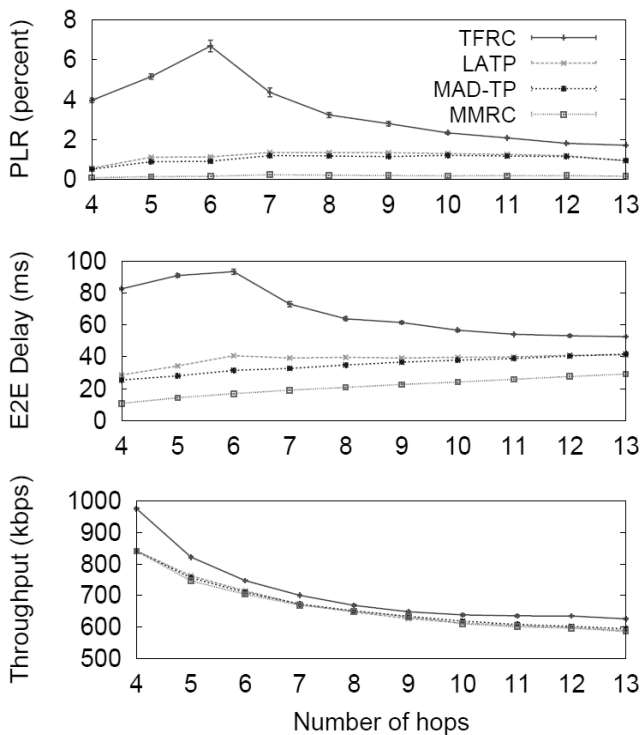 PLR (percent)
8
6
4
2
0
TFRC
LATP
MAD-TP
MMRC
4 5 6 7 8 9 10 11 12 13
E2E Delay (ms)
100
80
60
40
20
0
4 5 6 7 8 9 10 11 12 13
Throughput (kbps)
1000
900
800
700
600
500
4 5 6 7 8 9 10 11 12 13
Number of hops